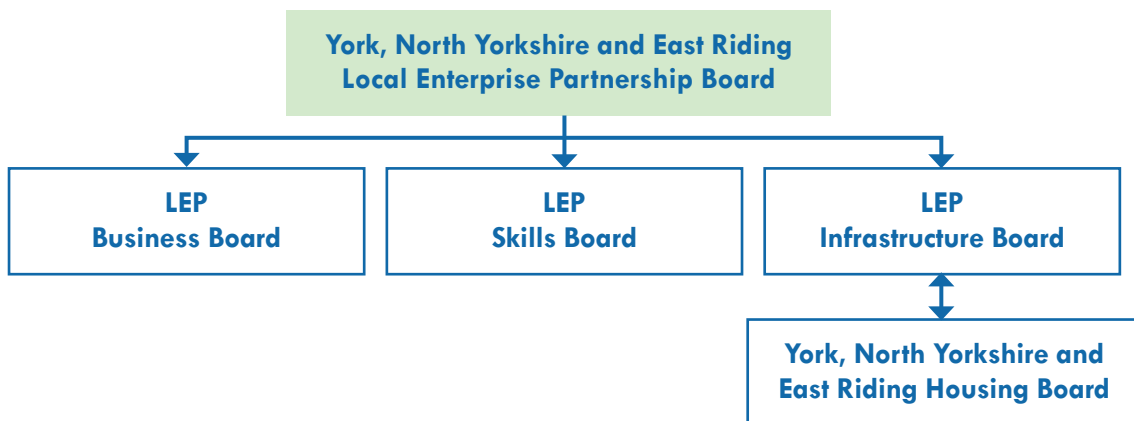 York, North Yorkshire and East Riding
Local Enterprise Partnership Board
LEP
Business Board
LEP
Skills Board
LEP
Infrastructure Board
York, North Yorkshire and
East Riding Housing Board